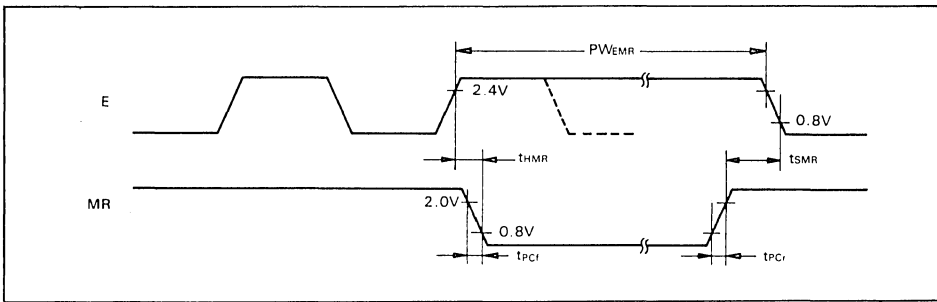 PWEMR
E
2.4V
0.8V
tHMR
tSMR
MR
2.0V
0.8V
tPCf
tPCr